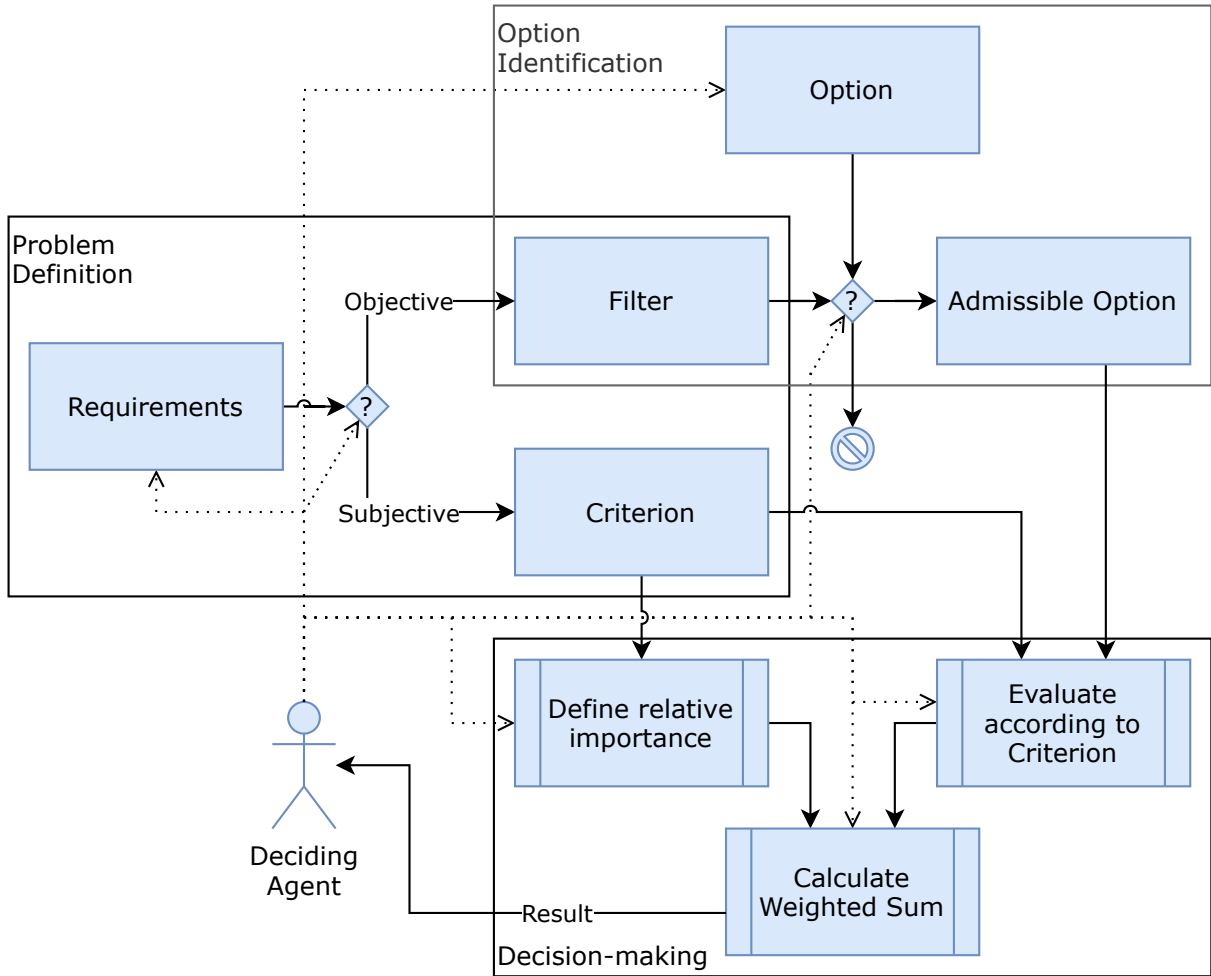 Option
Identification
Option
Problem
Definition
Objective
Filter
?
Admissible Option
Requirements
?
Subjective
Criterion
Define relative
importance
Evaluate
according to
Criterion
Deciding
Agent
Calculate
Weighted Sum
Result
Decision-making